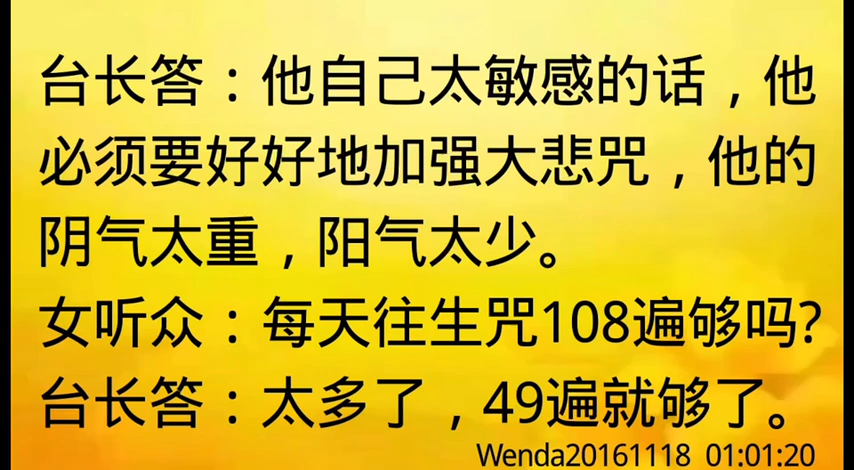 台长答：他自己太敏感的话，他
必须要好好地加强大悲咒，他的
阴气太重，阳气太少。
女听众：每天往生咒108遍够吗?
台长答：太多了，49遍就够了。
Wenda20161118 01:01:20